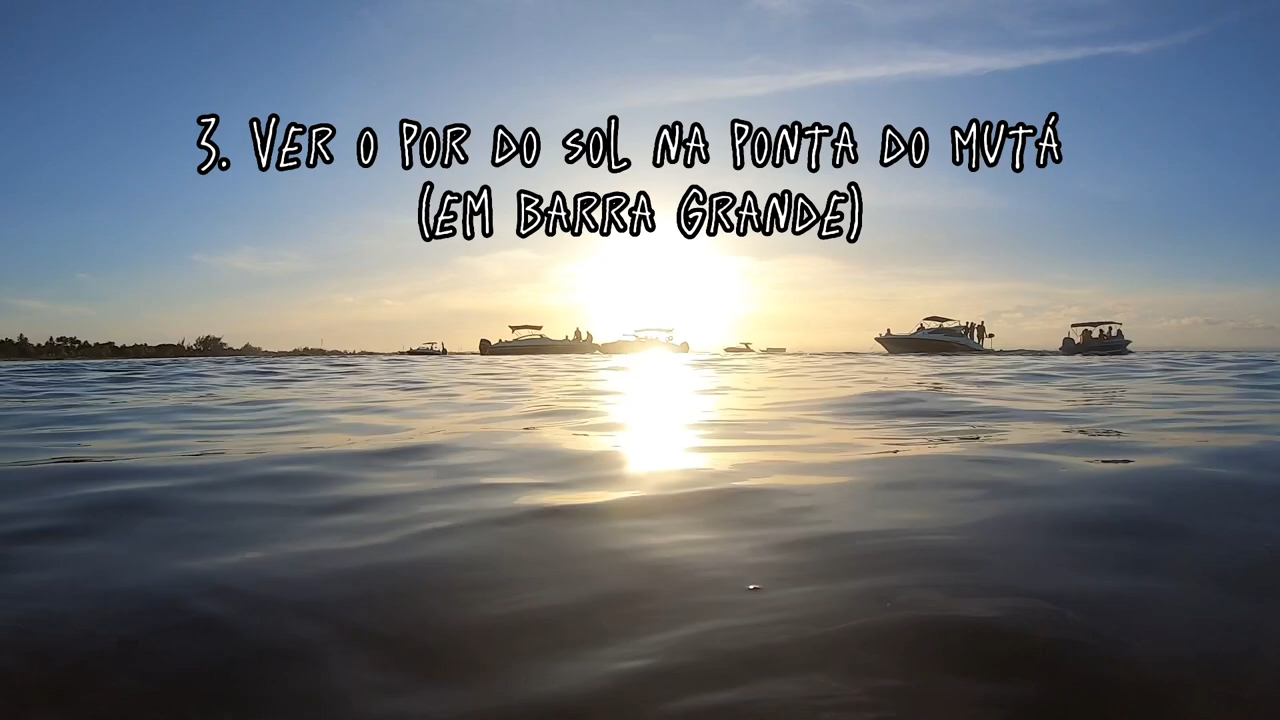 3. VER O POR DO SOL NA PONTA DO MUTÁ
(EM BARRA GRANDE)